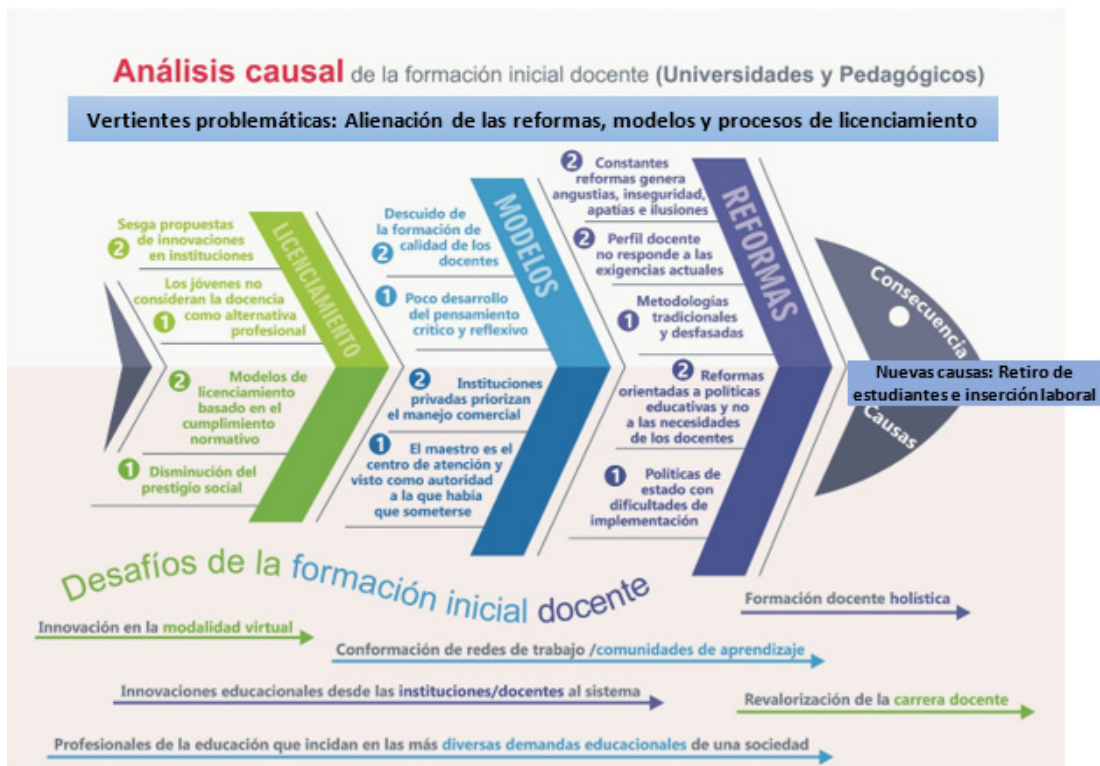 Análisis causal de la formación inicial docente (Universidades y Pedagógicos)
Vertientes problemáticas: Alienación de las reformas, modelos y procesos de licenciamiento
LICENCIAMIENTO
Sesga propuestas
2 de innovaciones
en instituciones
Los jóvenes no
consideran la docencia
1 como alternativa
profesional
2 Modelos de
licenciamiento
basado en el
cumplimiento
normativo
1 Disminución del
prestigio social
MODELOS
Descuido de
la formación de
2 calidad de los
docentes
1 Poco desarrollo
del pensamiento
crítico y reflexivo
2 Instituciones
privadas priorizan
el manejo comercial
1 El maestro es el
centro de atención y
visto como autoridad
a la que había
que someterse
REFORMAS
2 Constantes
reformas genera
angustias, inseguridad,
apatías e ilusiones
2 Perfil docente
no responde a las
exigencias actuales
Metodologías
1 tradicionales
y desfasadas
2 Reformas
orientadas a políticas
educativas y no
a las necesidades
de los docentes
Políticas de
1 estado con
dificultades de
implementación
Consecuencia
Nuevas causas: Retiro de
estudiantes e inserción laboral
Causas
Desafíos de la formación inicial docente
Formación docente holística
Innovación en la modalidad virtual
Conformación de redes de trabajo /comunidades de aprendizaje
Innovaciones educacionales desde las instituciones/docentes al sistema
Revalorización de la carrera docente
Profesionales de la educación que incidan en las más diversas demandas educacionales de una sociedad